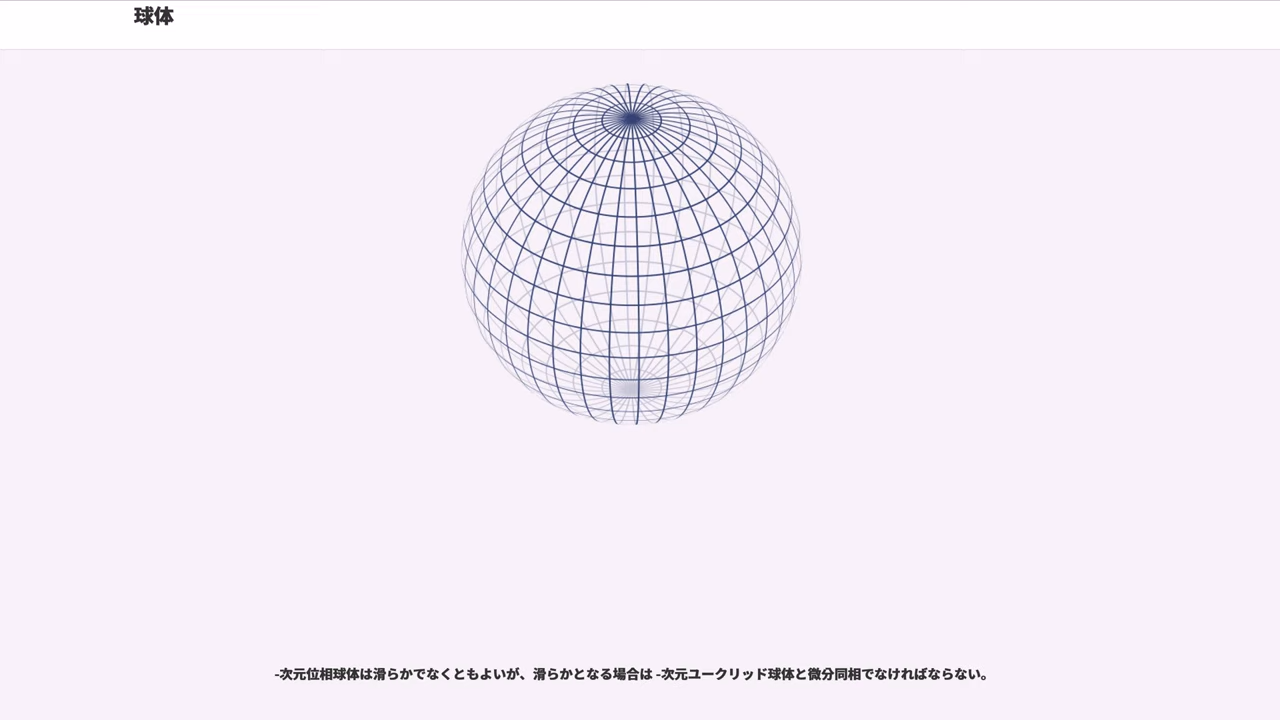 球体
-次元位相球体は滑らかでなくともよいが、滑らかとなる場合は -次元ユークリッド球体と微分同相でなければならない。